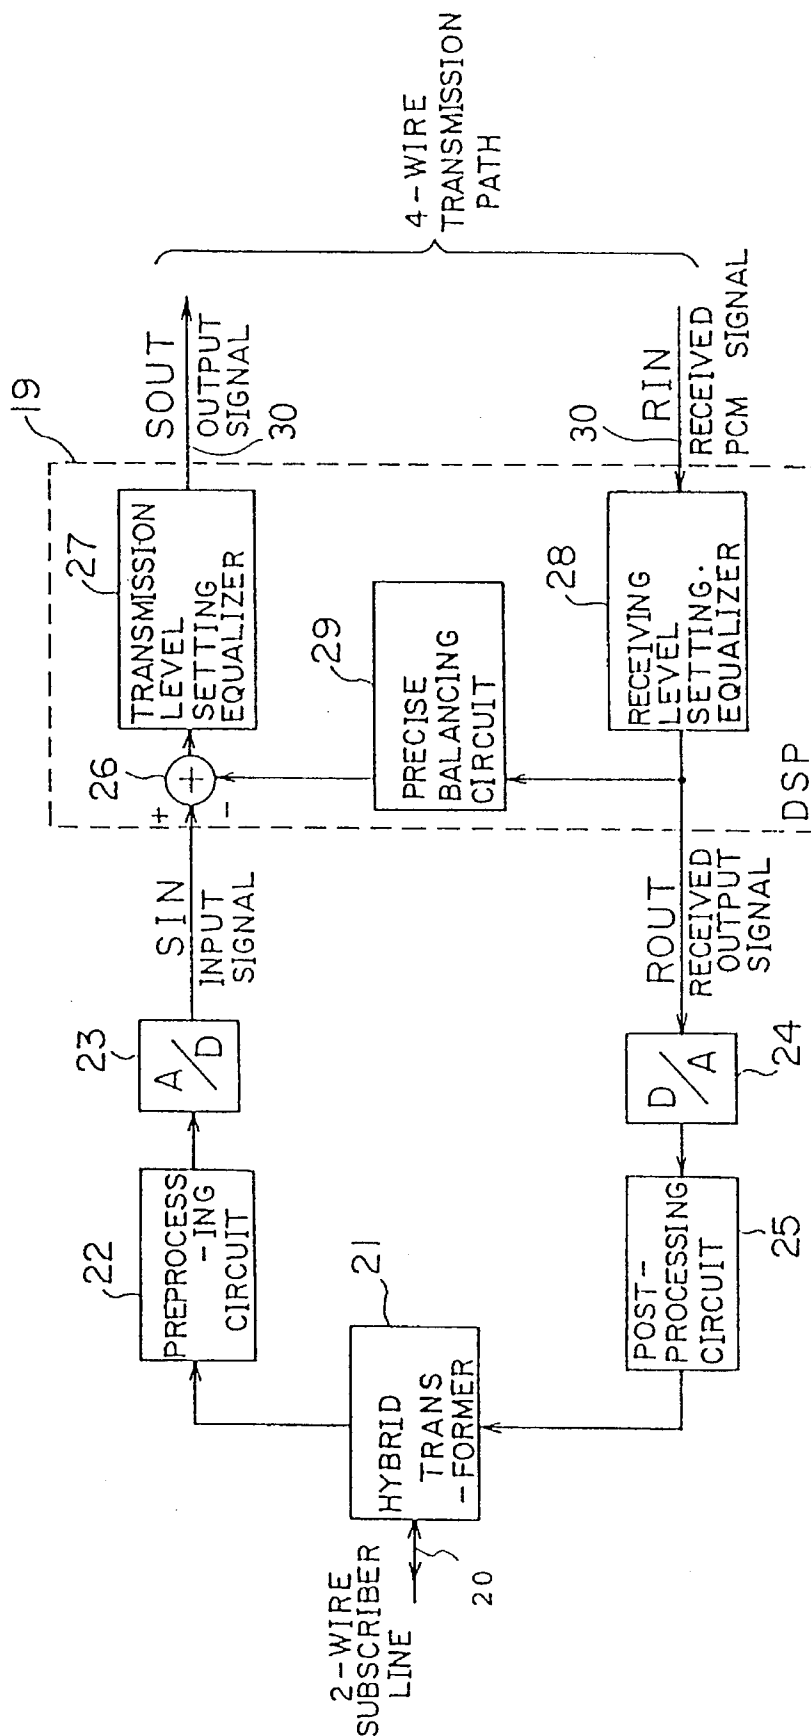 2-WIRE
SUBSCRIBER
LINE
20
HYBRID
TRANS
-FORMER
21
PREPROCESS
-ING
CIRCUIT
22
A/D
23
SIN
INPUT
SIGNAL
+
-
+
26
TRANSMISSION
LEVEL
SETTING
EQUALIZER
27
19
SOUT
OUTPUT
SIGNAL
30
4-WIRE
TRANSMISSION
PATH
PRECISE
BALANCING
CIRCUIT
29
POST-
PROCESSING
CIRCUIT
25
D/A
24
ROUT
RECEIVED
OUTPUT
SIGNAL
RECEIVING
LEVEL
SETTING.
EQUALIZER
28
DSP
30
RIN
RECEIVED
PCM SIGNAL